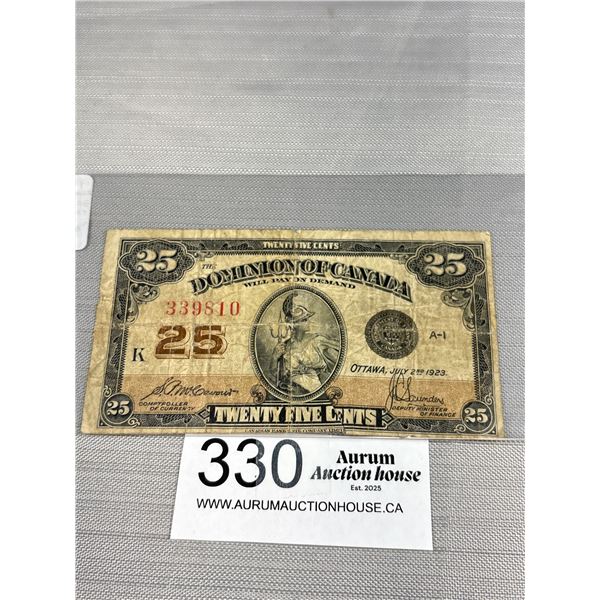 TWENTY FIVE CENTS
25
25
THE
DOMINION OF CANADA
WILL PAY ON DEMAND
339810
K
25
A-1
OTTAWA, JULY 2ND 1923.
COMPTROLLER
OF CURRENCY
DEPUTY MINISTER
OF FINANCE
25
TWENTY FIVE CENTS
25
330
Aurum
Auction house
Est. 2025
WWW.AURUMAUCTIONHOUSE.CA